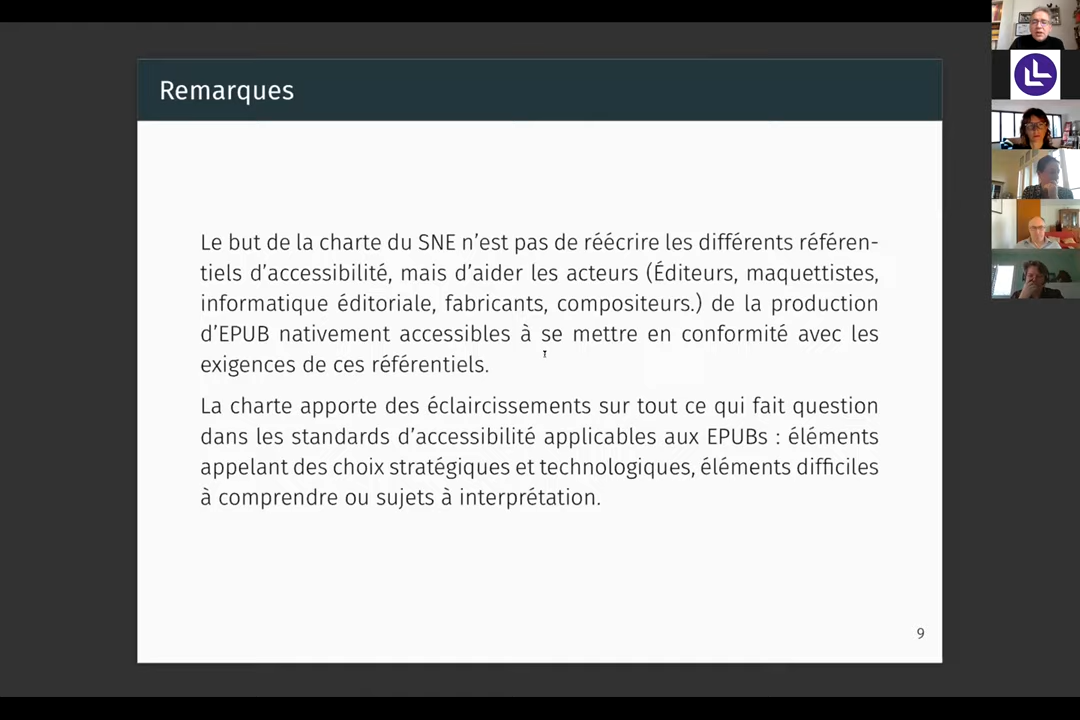 Remarques
Le but de la charte du SNE n’est pas de réécrire les différents référen-
tiels d’accessibilité, mais d’aider les acteurs (Éditeurs, maquettistes,
informatique éditoriale, fabricants, compositeurs.) de la production
d’EPUB nativement accessibles à se mettre en conformité avec les
exigences de ces référentiels.
La charte apporte des éclaircissements sur tout ce qui fait question
dans les standards d’accessibilité applicables aux EPUBs : éléments
appelant des choix stratégiques et technologiques, éléments difficiles
à comprendre ou sujets à interprétation.
9